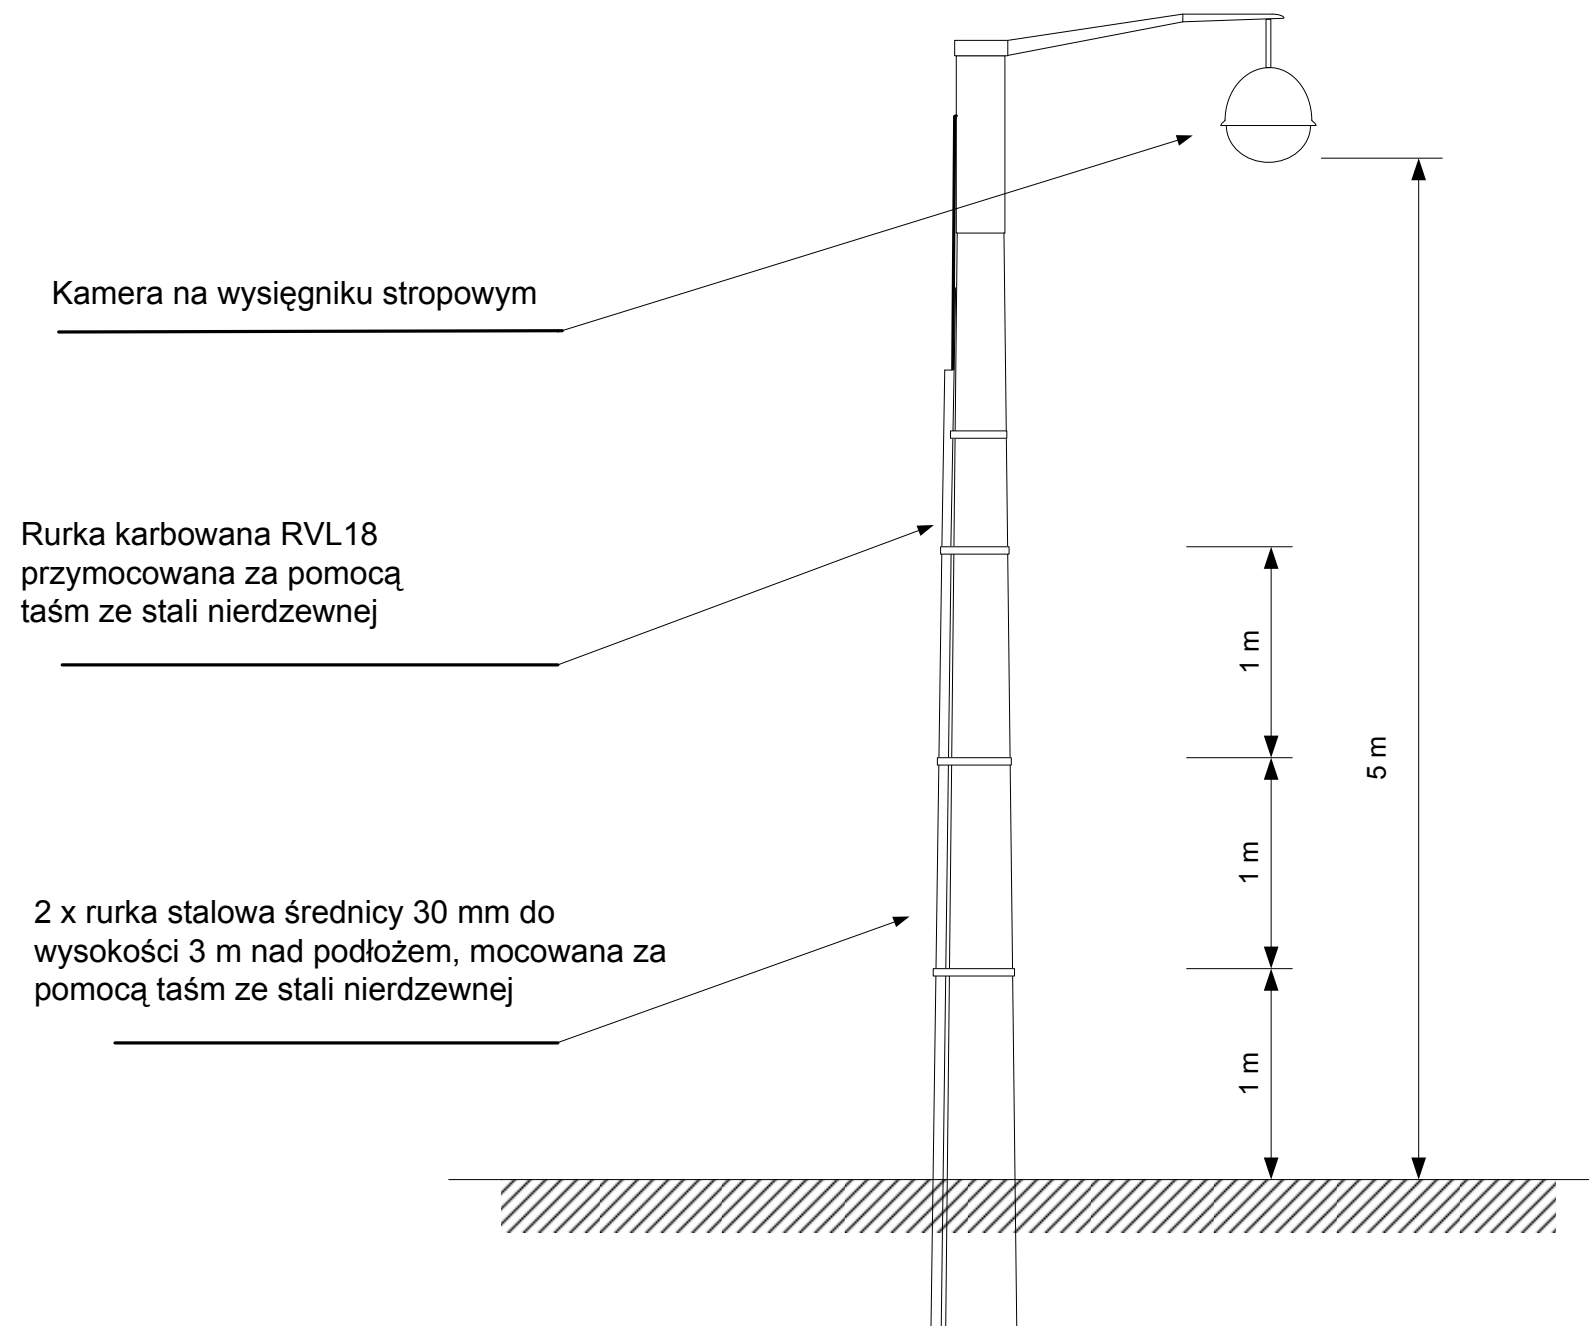 Kamera na wysięgniku stropowym
Rurka karbowana RVL18
przymocowana za pomocą
taśm ze stali nierdzewnej
1 m
5 m
1 m
2 x rurka stalowa średnicy 30 mm do
wysokości 3 m nad podłożem, mocowana za
pomocą taśm ze stali nierdzewnej
1 m